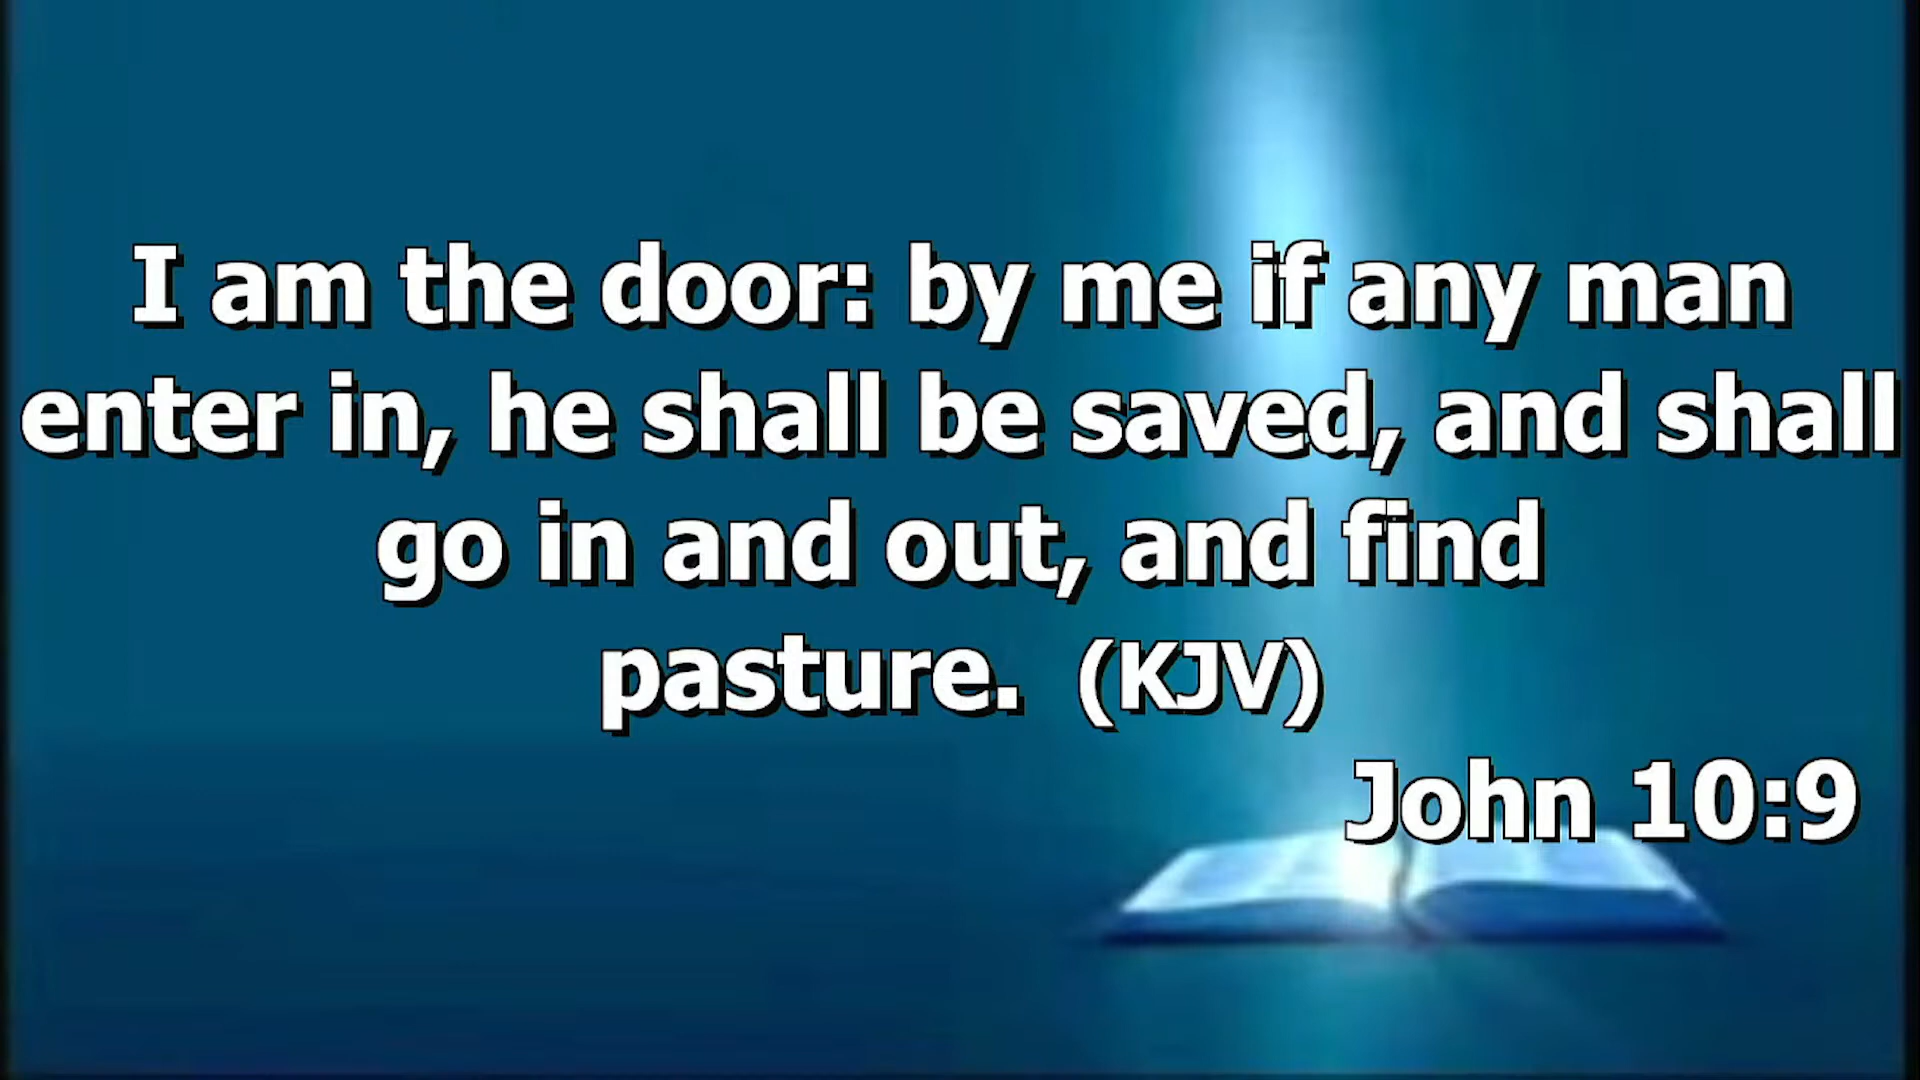 I am the door: by me if any man
enter in, he shall be saved, and shall
go in and out, and find
pasture. (KJV)
John 10:9